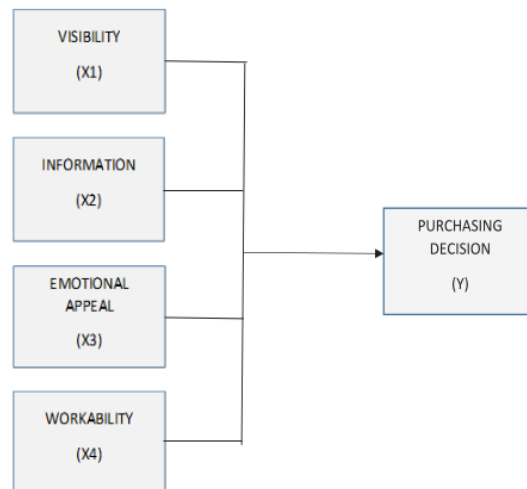 VISIBILITY
(X1)
INFORMATION
(X2)
EMOTIONAL
APPEAL
(X3)
WORKABILITY
(X4)
PURCHASING
DECISION
(Y)